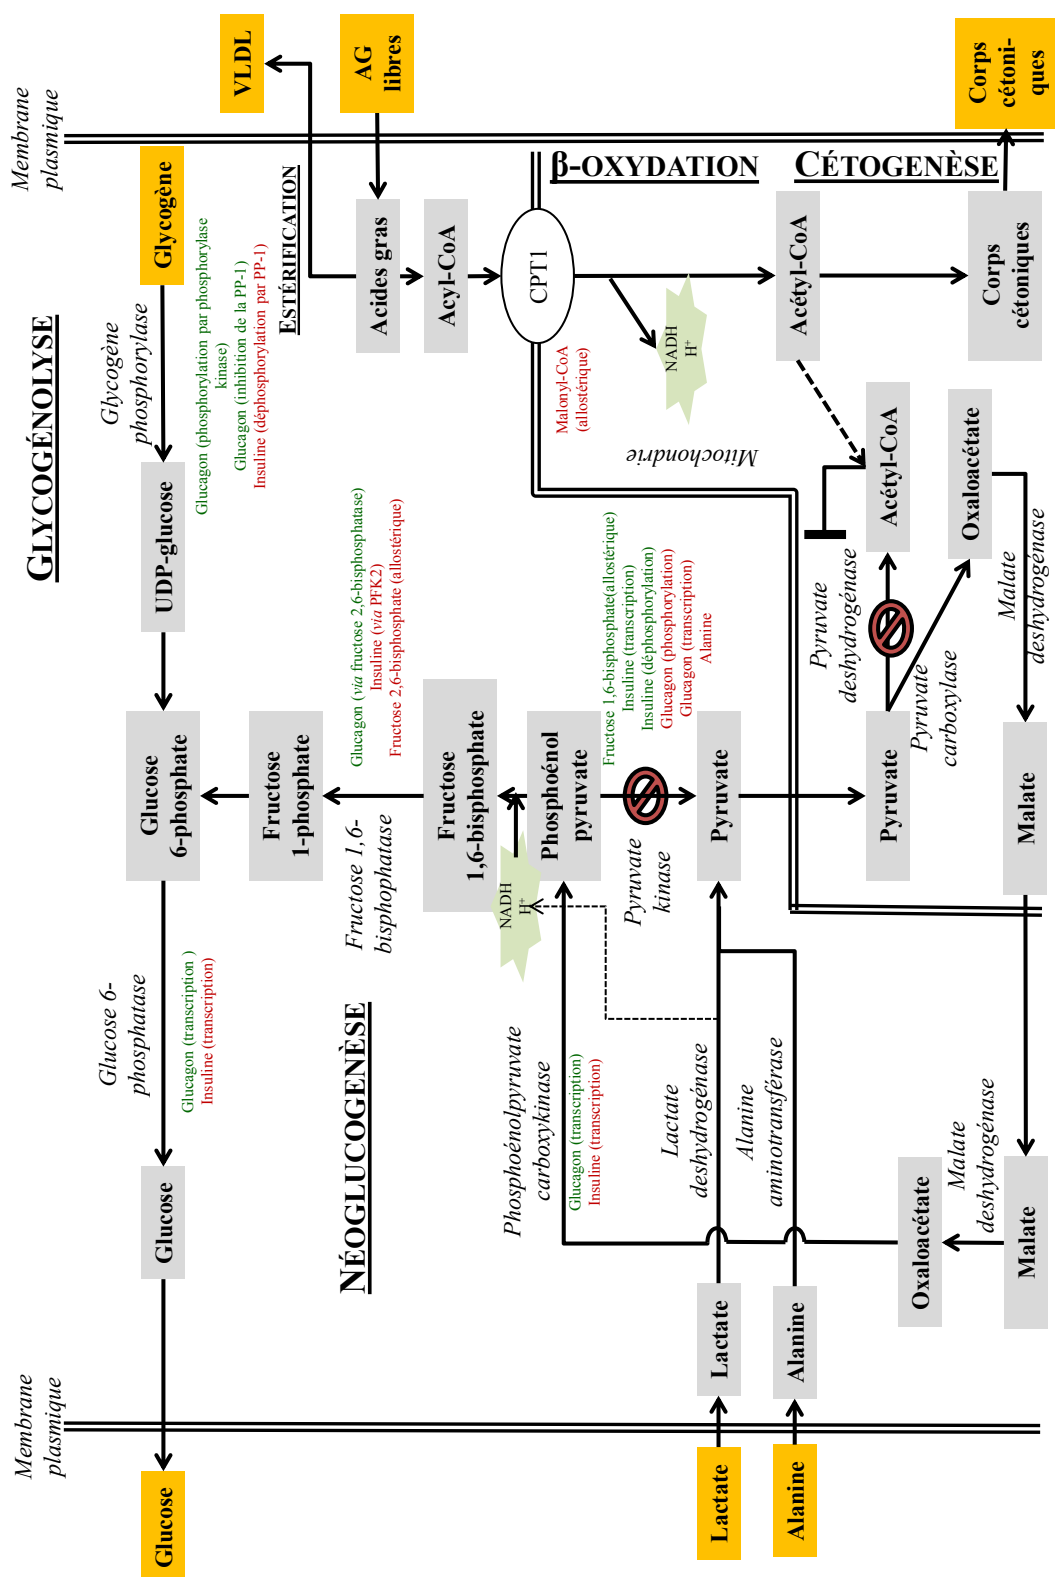 Membrane
plasmique
Membrane
plasmique
GLYCOGÉNOLYSE
Glucose
Glucose
Glucose 6-
phosphatase
Glucagon (transcription )
Insuline (transcription)
Glucose
6-phosphate
UDP-glucose
Glycogène
phosphorylase
Glycogène
Glucagon (phosphorylation par phosphorylase
kinase)
Glucagon (inhibition de la PP-1)
Insuline (déphosphorylation par PP-1)
VLDL
ESTÉRIFICATION
AG
libres
Fructose
1-phosphate
Fructose 1,6-
bisphophatase
Glucagon (via fructose 2,6-bisphosphatase)
Insuline (via PFK2)
Fructose 2,6-bisphosphate (allostérique)
NÉOGLUCOGENÈSE
Acides gras
Acyl-CoA
Fructose
1,6-bisphosphate
NADH
H+
CPT1
β-OXYDATION
Malonyl-CoA
(allostérique)
Mitochondrie
NADH
H+
Phosphoénolpyruvate
carboxykinase
Glucagon (transcription)
Insuline (transcription)
Phosphoénol
pyruvate
Pyruvate
kinase
Fructose 1,6-bisphosphate(allostérique)
Insuline (transcription)
Insuline (déphosphorylation)
Glucagon (phosphorylation)
Glucagon (transcription)
Alanine
Lactate
Lactate
Lactate
deshydrogénase
Pyruvate
Alanine
Alanine
Alanine
aminotransférase
CÉTOGENÈSE
Acétyl-CoA
Pyruvate
deshydrogénase
Pyruvate
Acétyl-CoA
Pyruvate
carboxylase
Oxaloacétate
Malate
deshydrogénase
Oxaloacétate
Malate
deshydrogénase
Malate
Malate
Corps
cétoniques
Corps
cétoni-
ques